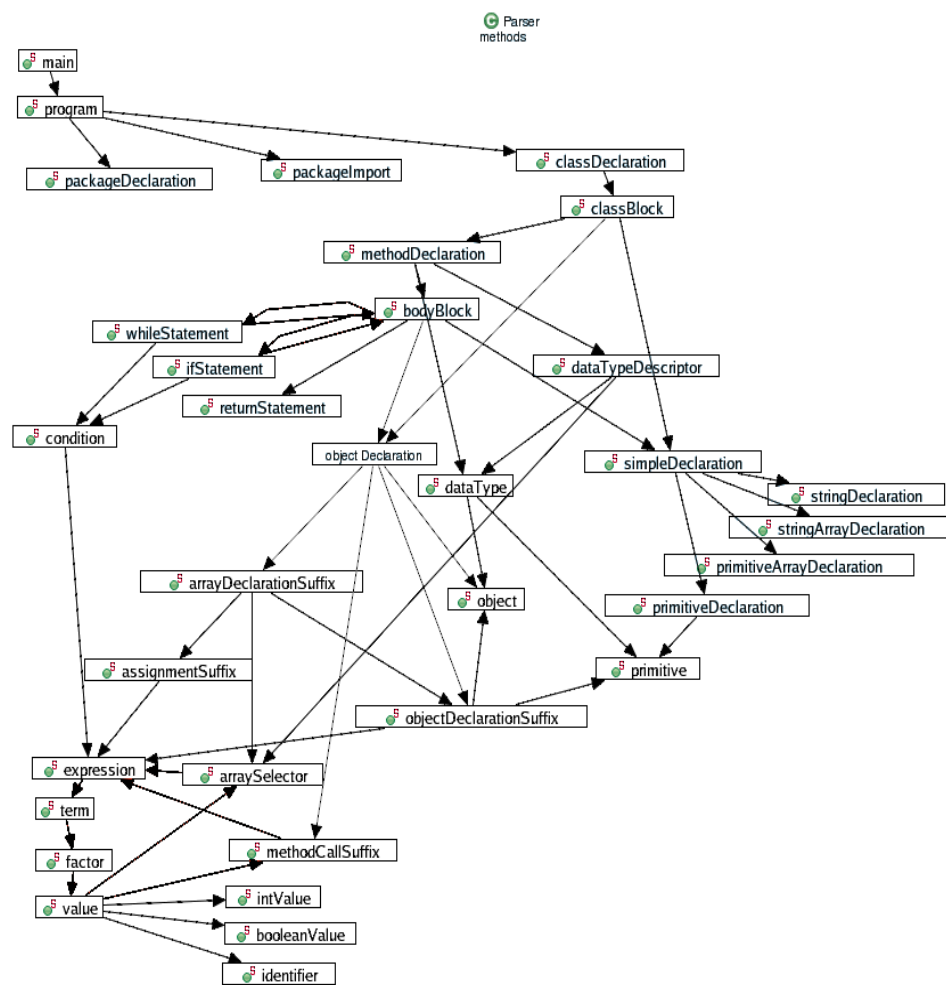 C Parser
methods
S main
S program
S classDeclaration
S packageImport
S packageDeclaration
S classBlock
S methodDeclaration
S bodyBlock
S whileStatement
S ifStatement
S dataTypeDescriptor
S returnStatement
S condition
object Declaration
S simpleDeclaration
S dataType
S stringDeclaration
S stringArrayDeclaration
S primitiveArrayDeclaration
S arrayDeclarationSuffix
S object
S primitiveDeclaration
S assignmentSuffix
S primitive
S objectDeclarationSuffix
S expression
S arraySelector
S term
S methodCallSuffix
S factor
S intValue
S value
S booleanValue
S identifier